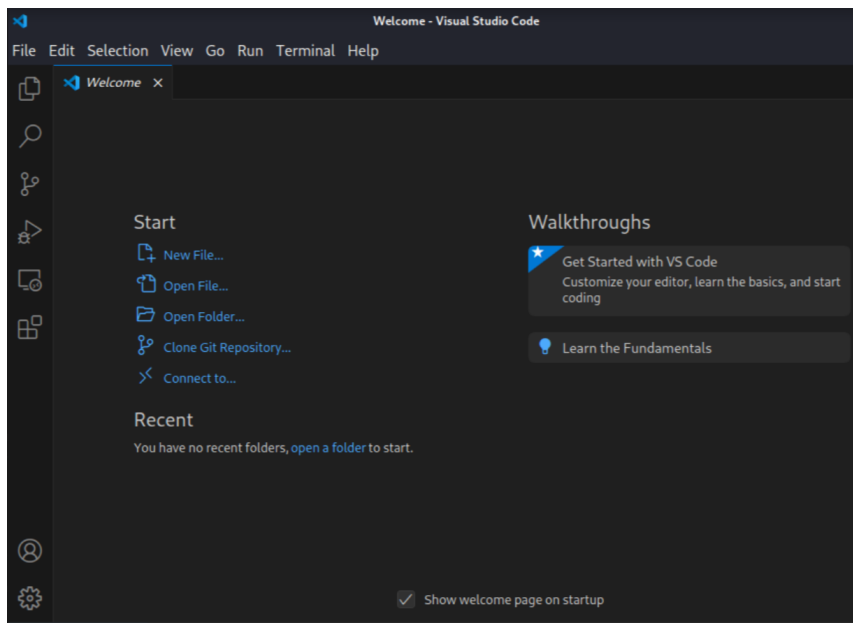 Welcome - Visual Studio Code
File Edit Selection View Go Run Terminal Help
Welcome
Start
New File...
Open File...
Open Folder...
Clone Git Repository...
Connect to...
Recent
You have no recent folders, open a folder to start.
Walkthroughs
Get Started with VS Code
Customize your editor, learn the basics, and start
coding
Learn the Fundamentals
Show welcome page on startup